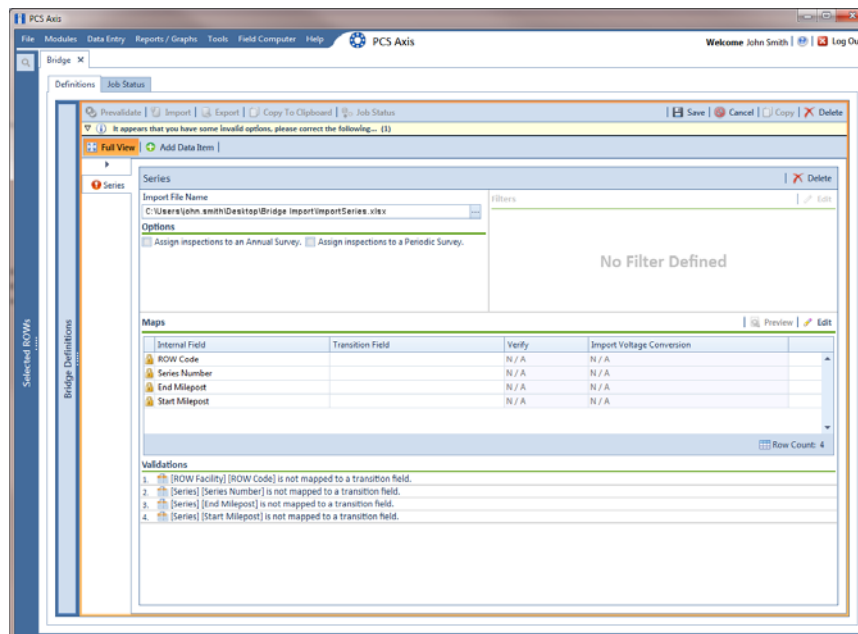 PCS Axis
File Modules Data Entry Reports / Graphs Tools Field Computer Help PCS Axis Welcome John Smith | Log Ou
Bridge
Definitions Job Status
Prevalidate | Import | Export | Copy To Clipboard | Job Status | Save | Cancel | Copy | Delete
It appears that you have some invalid options, please correct the following... (1)
Full View | Add Data Item |
Series
Series | Delete
Import File Name
C:\Users\john.smith\Desktop\Bridge Import\ImportSeries.xlsx ...
Filters | Edit
Options
Assign inspections to an Annual Survey. Assign inspections to a Periodic Survey.
No Filter Defined
Maps | Preview | Edit
Internal Field Transition Field Verify Import Voltage Conversion
ROW Code N / A N / A
Series Number N / A N / A
End Milepost N / A N / A
Start Milepost N / A N / A
Row Count: 4
Validations
1. [ROW Facility] [ROW Code] is not mapped to a transition field.
2. [Series] [Series Number] is not mapped to a transition field.
3. [Series] [End Milepost] is not mapped to a transition field.
4. [Series] [Start Milepost] is not mapped to a transition field.
Selected ROWs
Bridge Definitions